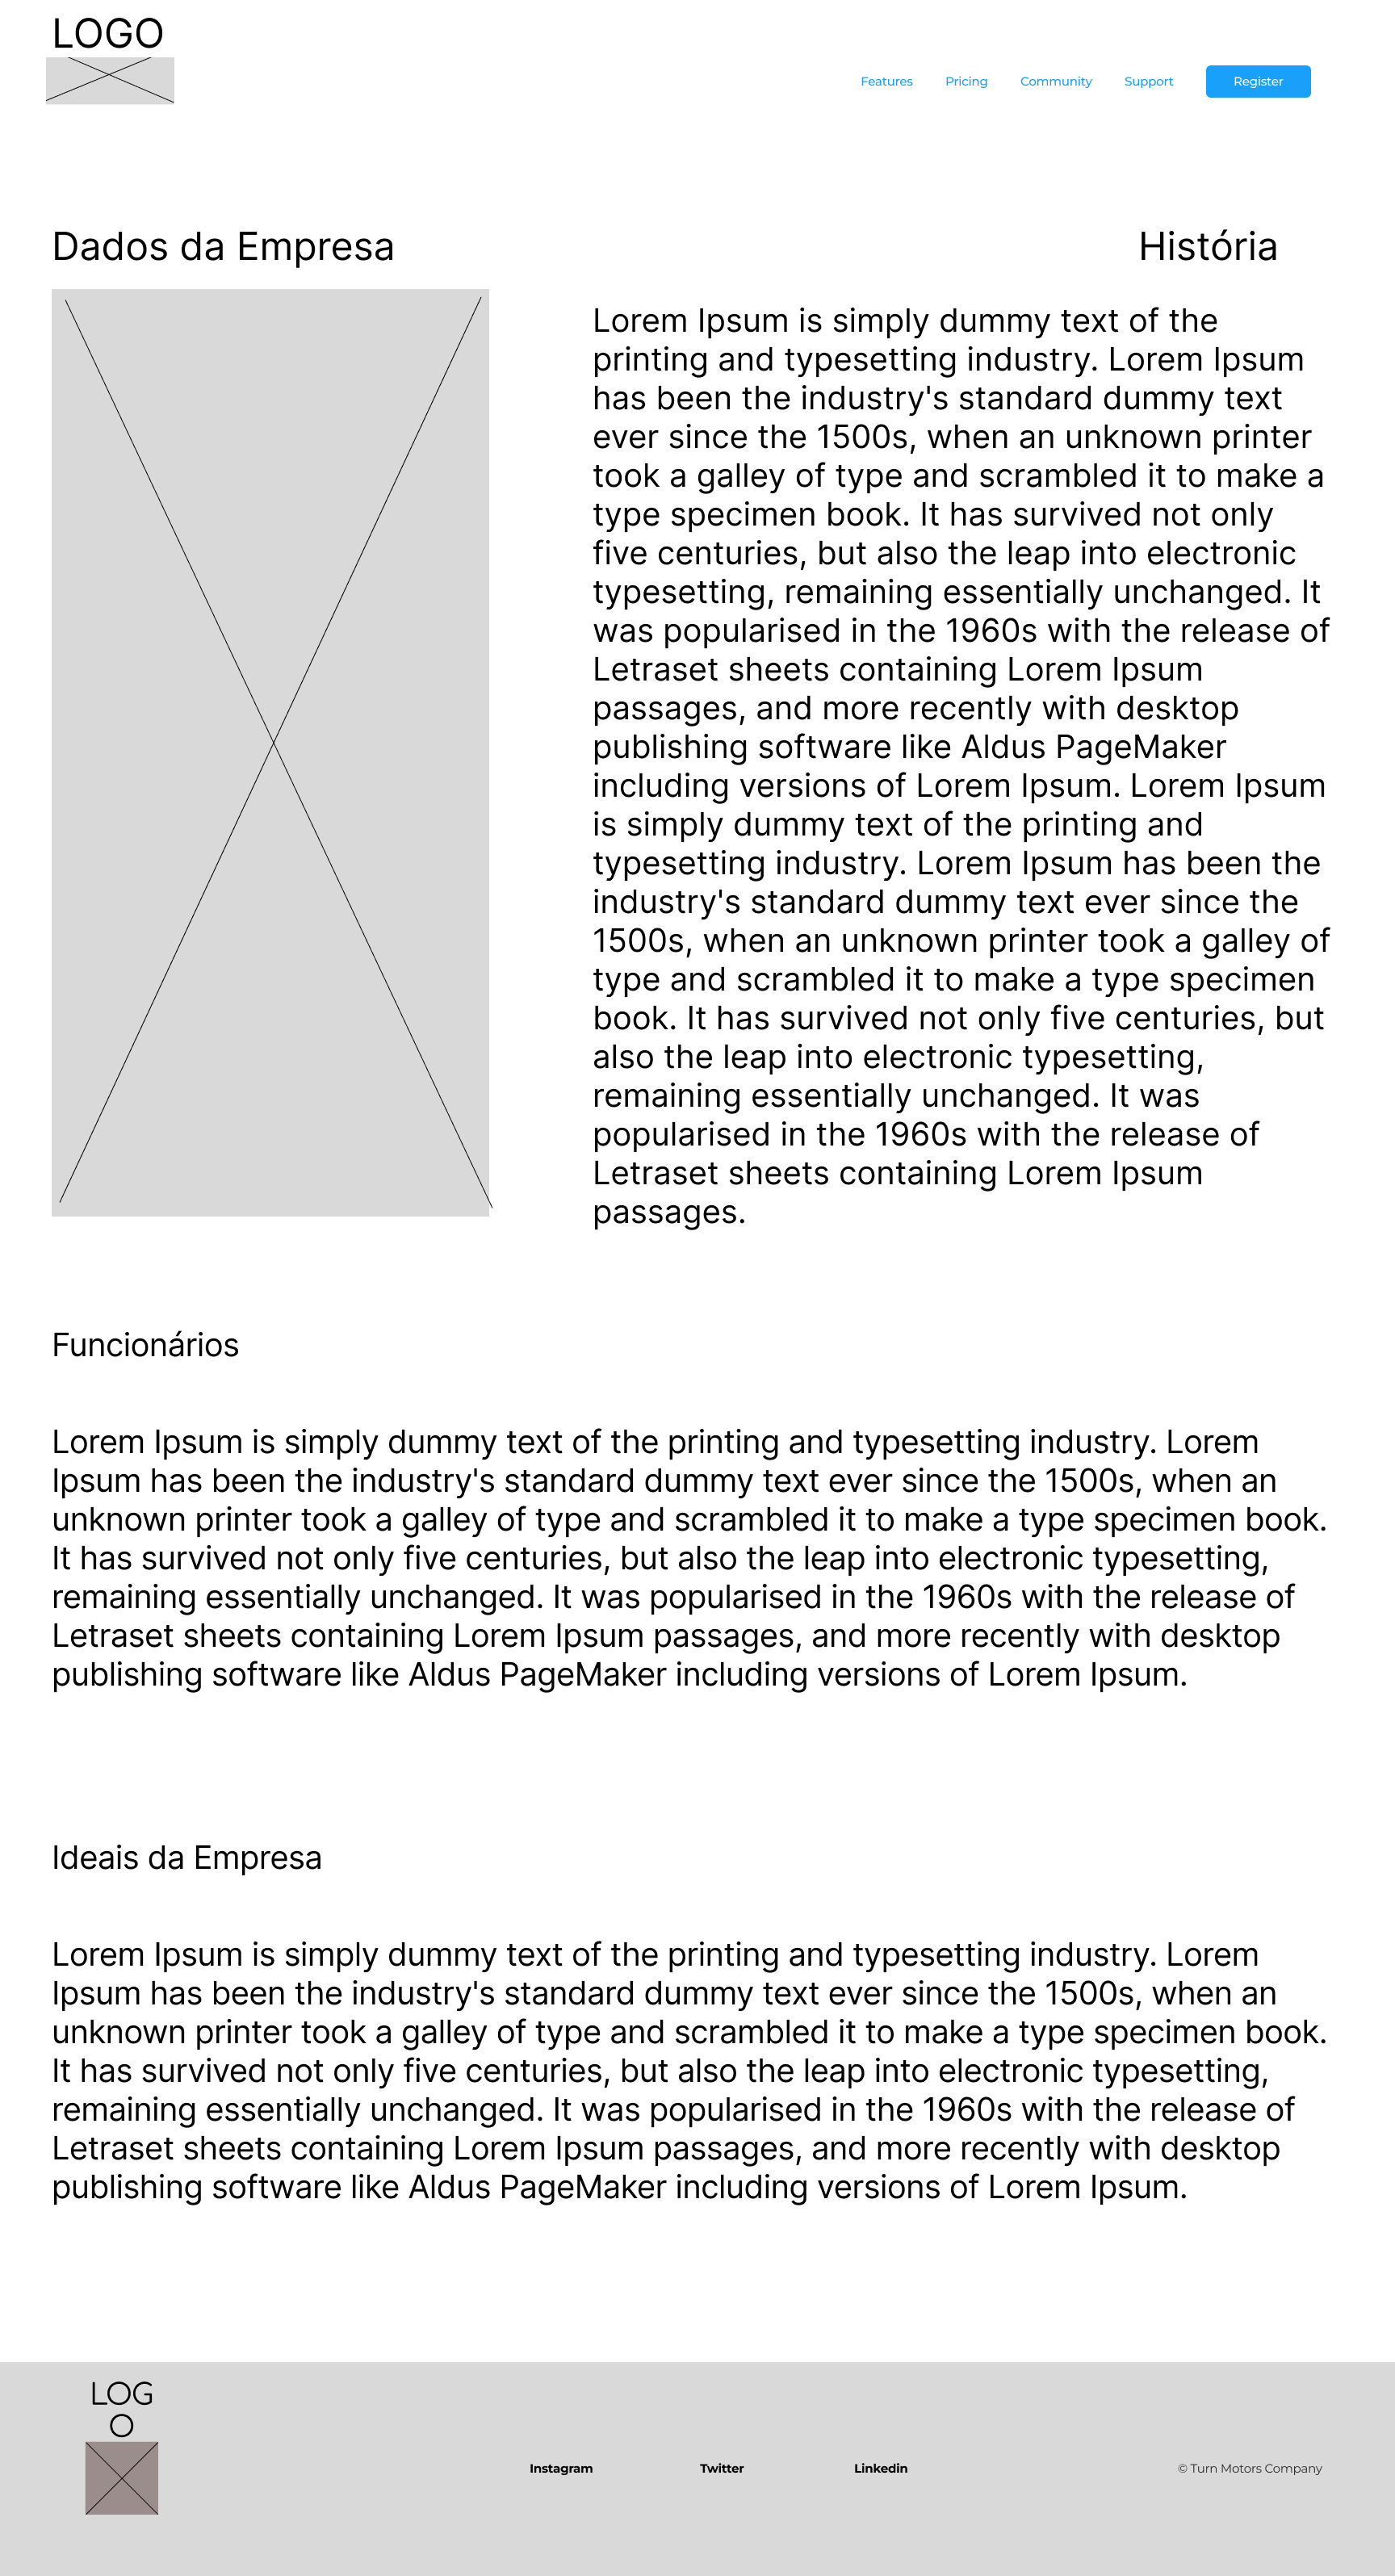 LOGO
Features Pricing Community Support Register
Dados da Empresa
História
Lorem Ipsum is simply dummy text of the
printing and typesetting industry. Lorem Ipsum
has been the industry's standard dummy text
ever since the 1500s, when an unknown printer
took a galley of type and scrambled it to make a
type specimen book. It has survived not only
five centuries, but also the leap into electronic
typesetting, remaining essentially unchanged. It
was popularised in the 1960s with the release of
Letraset sheets containing Lorem Ipsum
passages, and more recently with desktop
publishing software like Aldus PageMaker
including versions of Lorem Ipsum. Lorem Ipsum
is simply dummy text of the printing and
typesetting industry. Lorem Ipsum has been the
industry's standard dummy text ever since the
1500s, when an unknown printer took a galley of
type and scrambled it to make a type specimen
book. It has survived not only five centuries, but
also the leap into electronic typesetting,
remaining essentially unchanged. It was
popularised in the 1960s with the release of
Letraset sheets containing Lorem Ipsum
passages.
Funcionários
Lorem Ipsum is simply dummy text of the printing and typesetting industry. Lorem
Ipsum has been the industry's standard dummy text ever since the 1500s, when an
unknown printer took a galley of type and scrambled it to make a type specimen book.
It has survived not only five centuries, but also the leap into electronic typesetting,
remaining essentially unchanged. It was popularised in the 1960s with the release of
Letraset sheets containing Lorem Ipsum passages, and more recently with desktop
publishing software like Aldus PageMaker including versions of Lorem Ipsum.
Ideais da Empresa
Lorem Ipsum is simply dummy text of the printing and typesetting industry. Lorem
Ipsum has been the industry's standard dummy text ever since the 1500s, when an
unknown printer took a galley of type and scrambled it to make a type specimen book.
It has survived not only five centuries, but also the leap into electronic typesetting,
remaining essentially unchanged. It was popularised in the 1960s with the release of
Letraset sheets containing Lorem Ipsum passages, and more recently with desktop
publishing software like Aldus PageMaker including versions of Lorem Ipsum.
LOG
O
Instagram Twitter Linkedin © Turn Motors Company